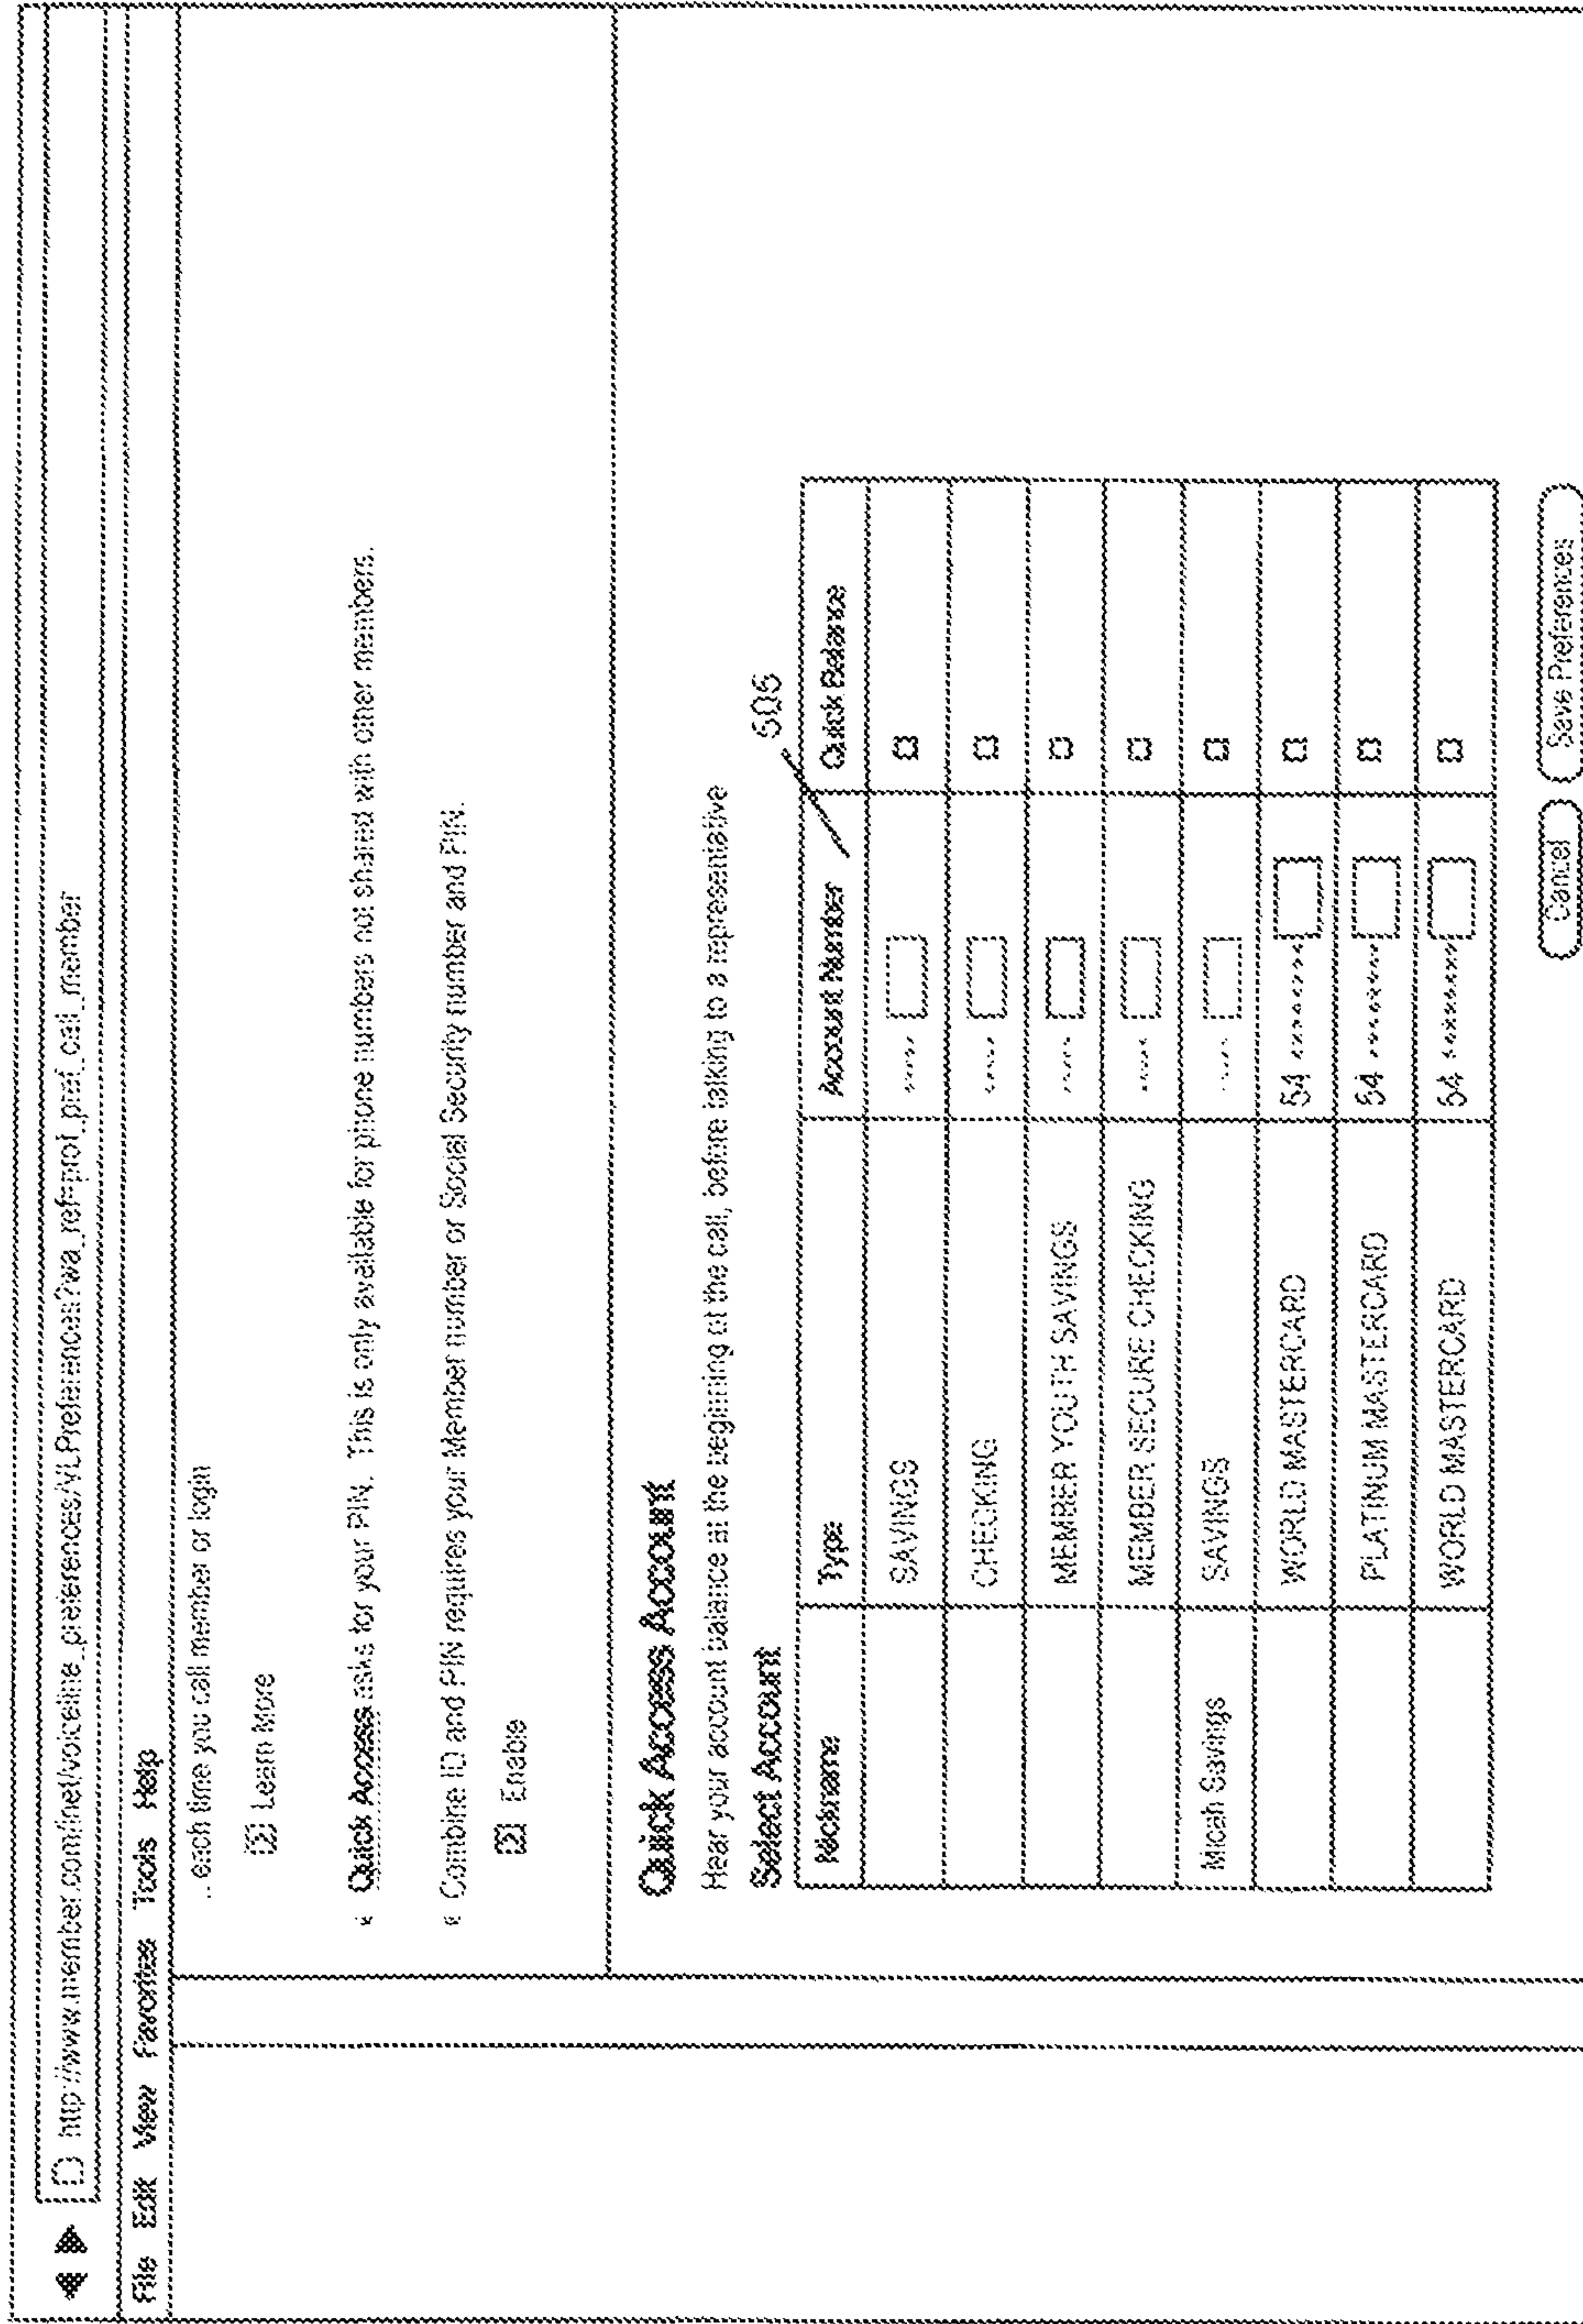 http://www.member.com/inet/voiceline_preferences/VLPreferences?wa_ref=prof_pref_call_member
File Edit View Favorites Tools Help
... each time you call member or login
[?] Learn More
Quick Access asks for your PIN. This is only available for phone numbers not shared with other members.
Combine ID and PIN requires your Member number or Social Security number and PIN.
[?] Enable
Quick Access Account
Hear your account balance at the beginning ot the call, before talking to a representative
Select Account
506
Nickname Type Account Number Quick Balance
SAVINGS ****
CHECKING ****
MEMBER YOUTH SAVINGS ****
MEMBER SECURE CHECKING ****
Micah Savings SAVINGS ****
WORLD MASTERCARD 54 **********
PLATINUM MASTERCARD 54 **********
WORLD MASTERCARD 54 **********
Cancel Save Preferences